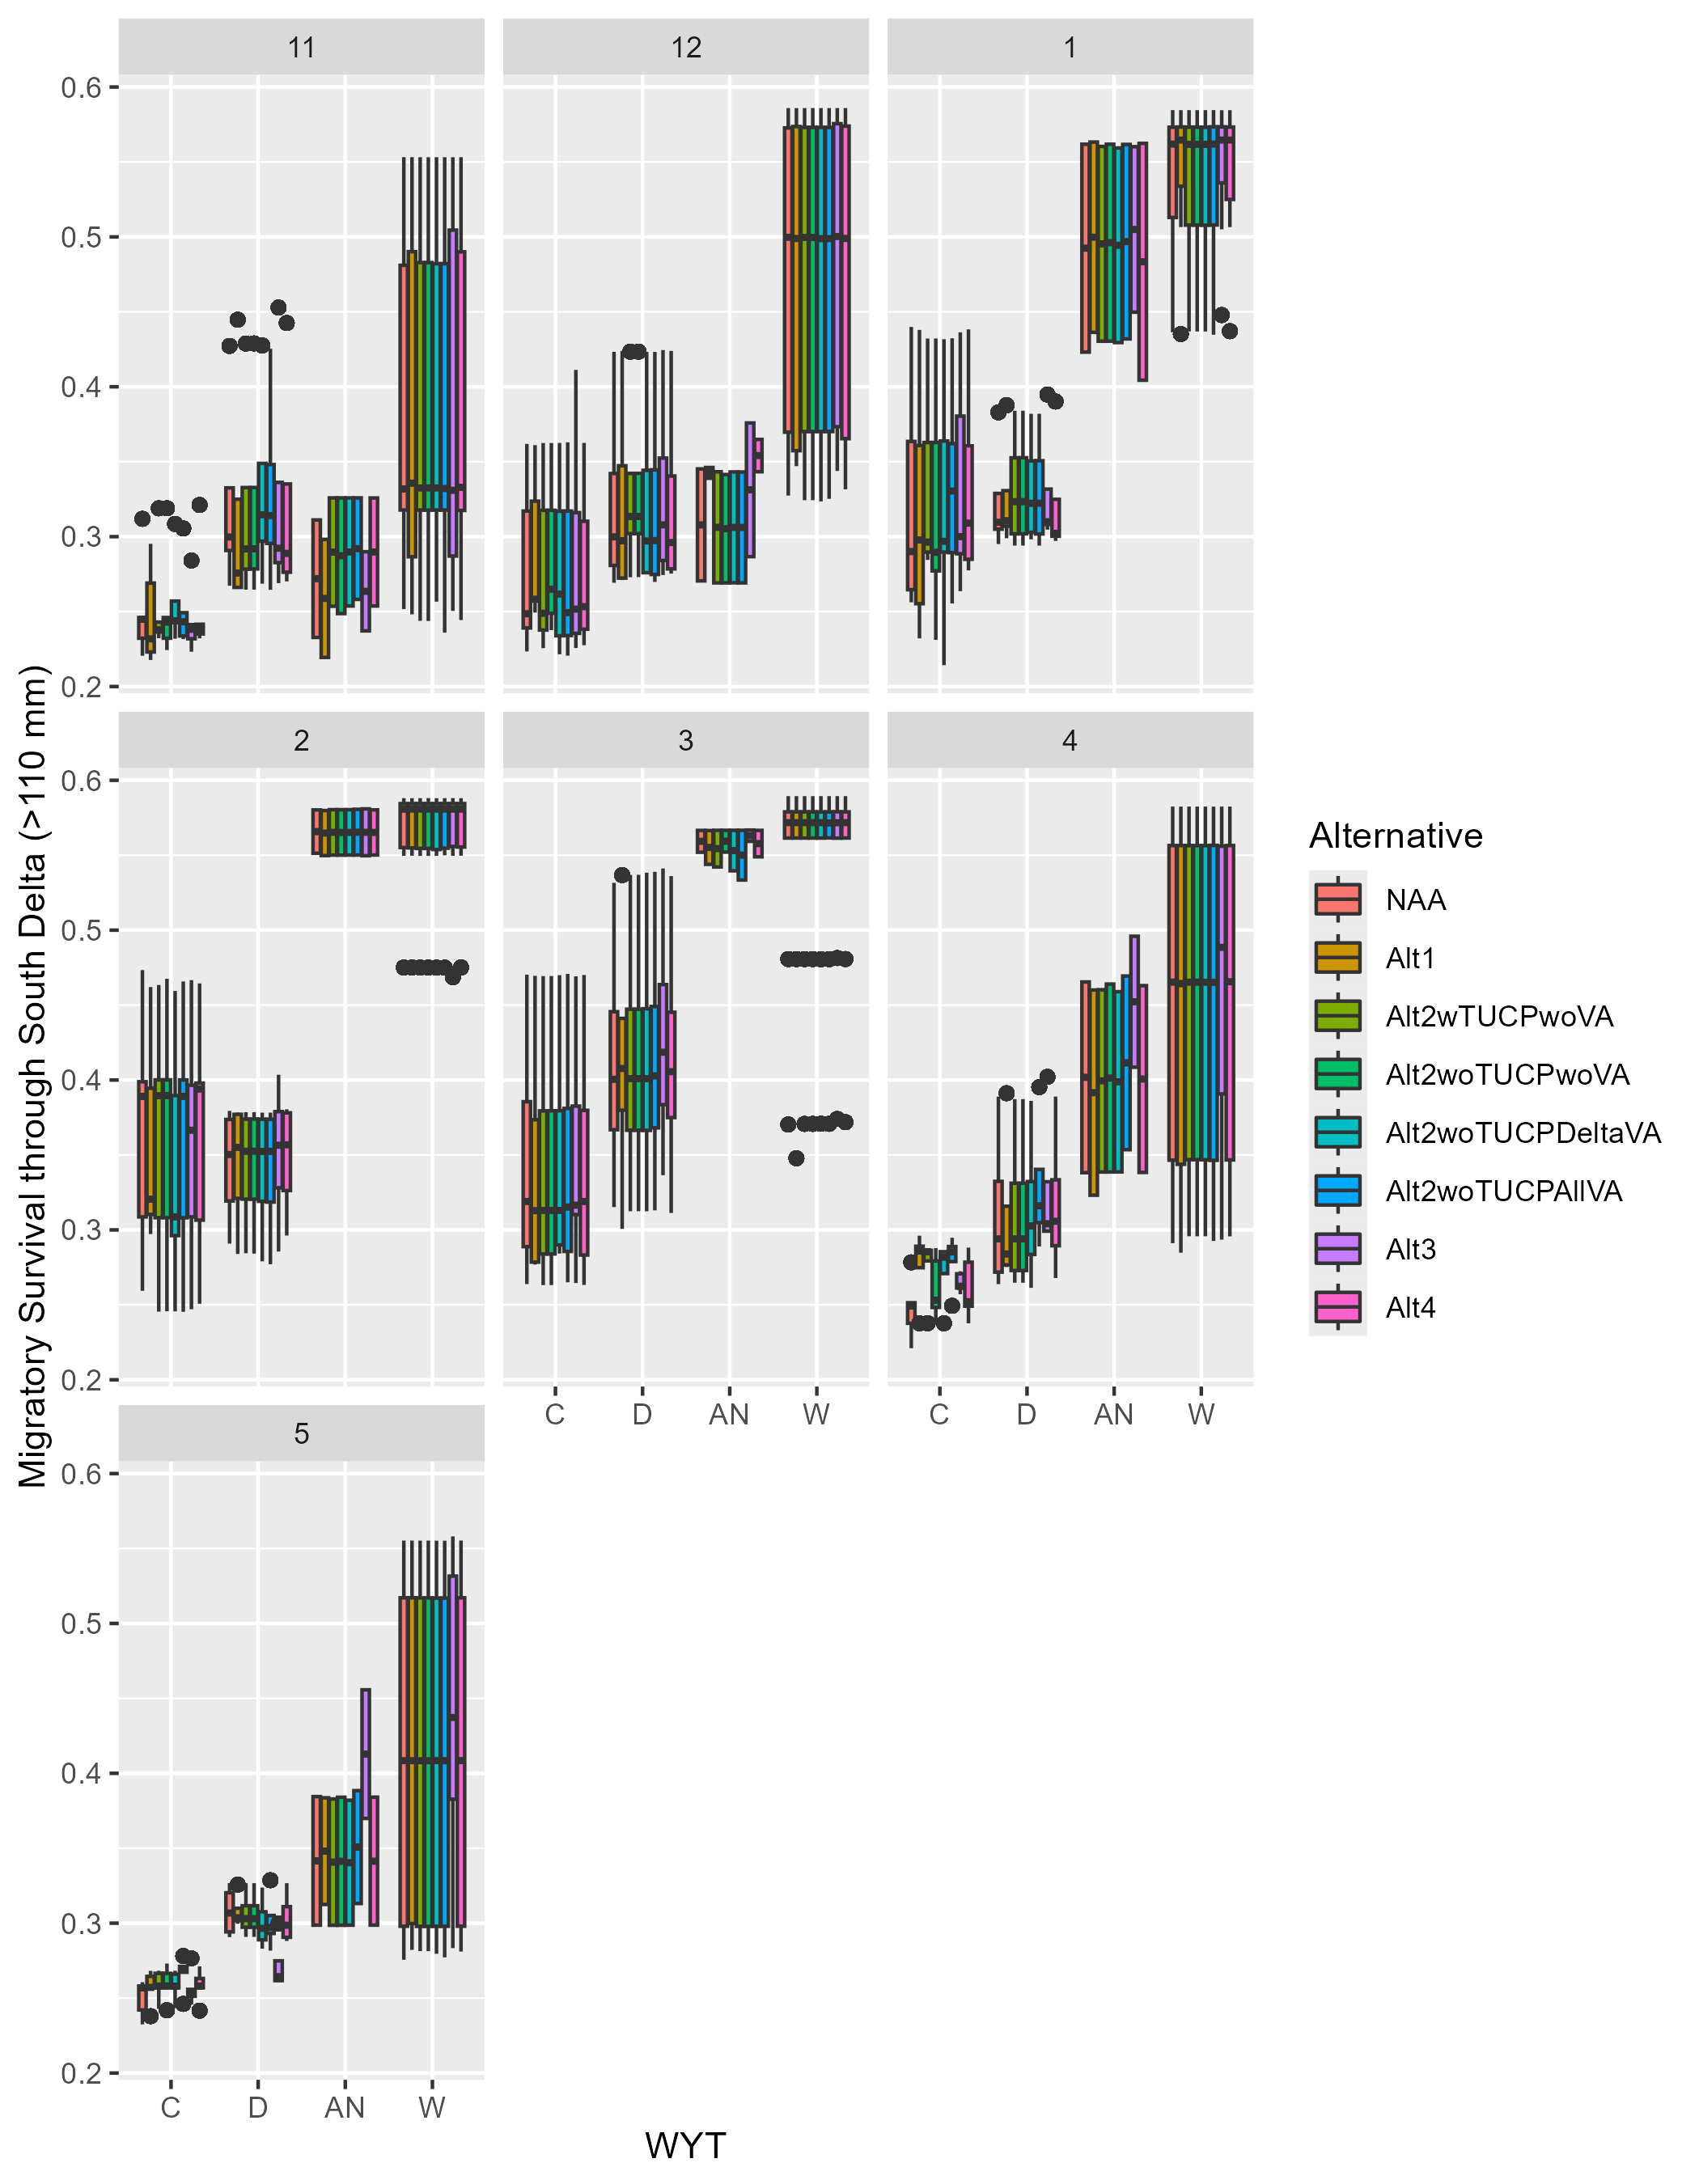 11
12
1
0.6
0.5
0.4
0.3
0.2
2
3
4
0.6
0.5
0.4
0.3
0.2
C D AN W
C D AN W
5
0.6
0.5
0.4
0.3
0.2
C D AN W
WYT
Migratory Survival through South Delta (>110 mm)
Alternative
NAA
Alt1
Alt2wTUCPwoVA
Alt2woTUCPwoVA
Alt2woTUCPDeltaVA
Alt2woTUCPAllVA
Alt3
Alt4